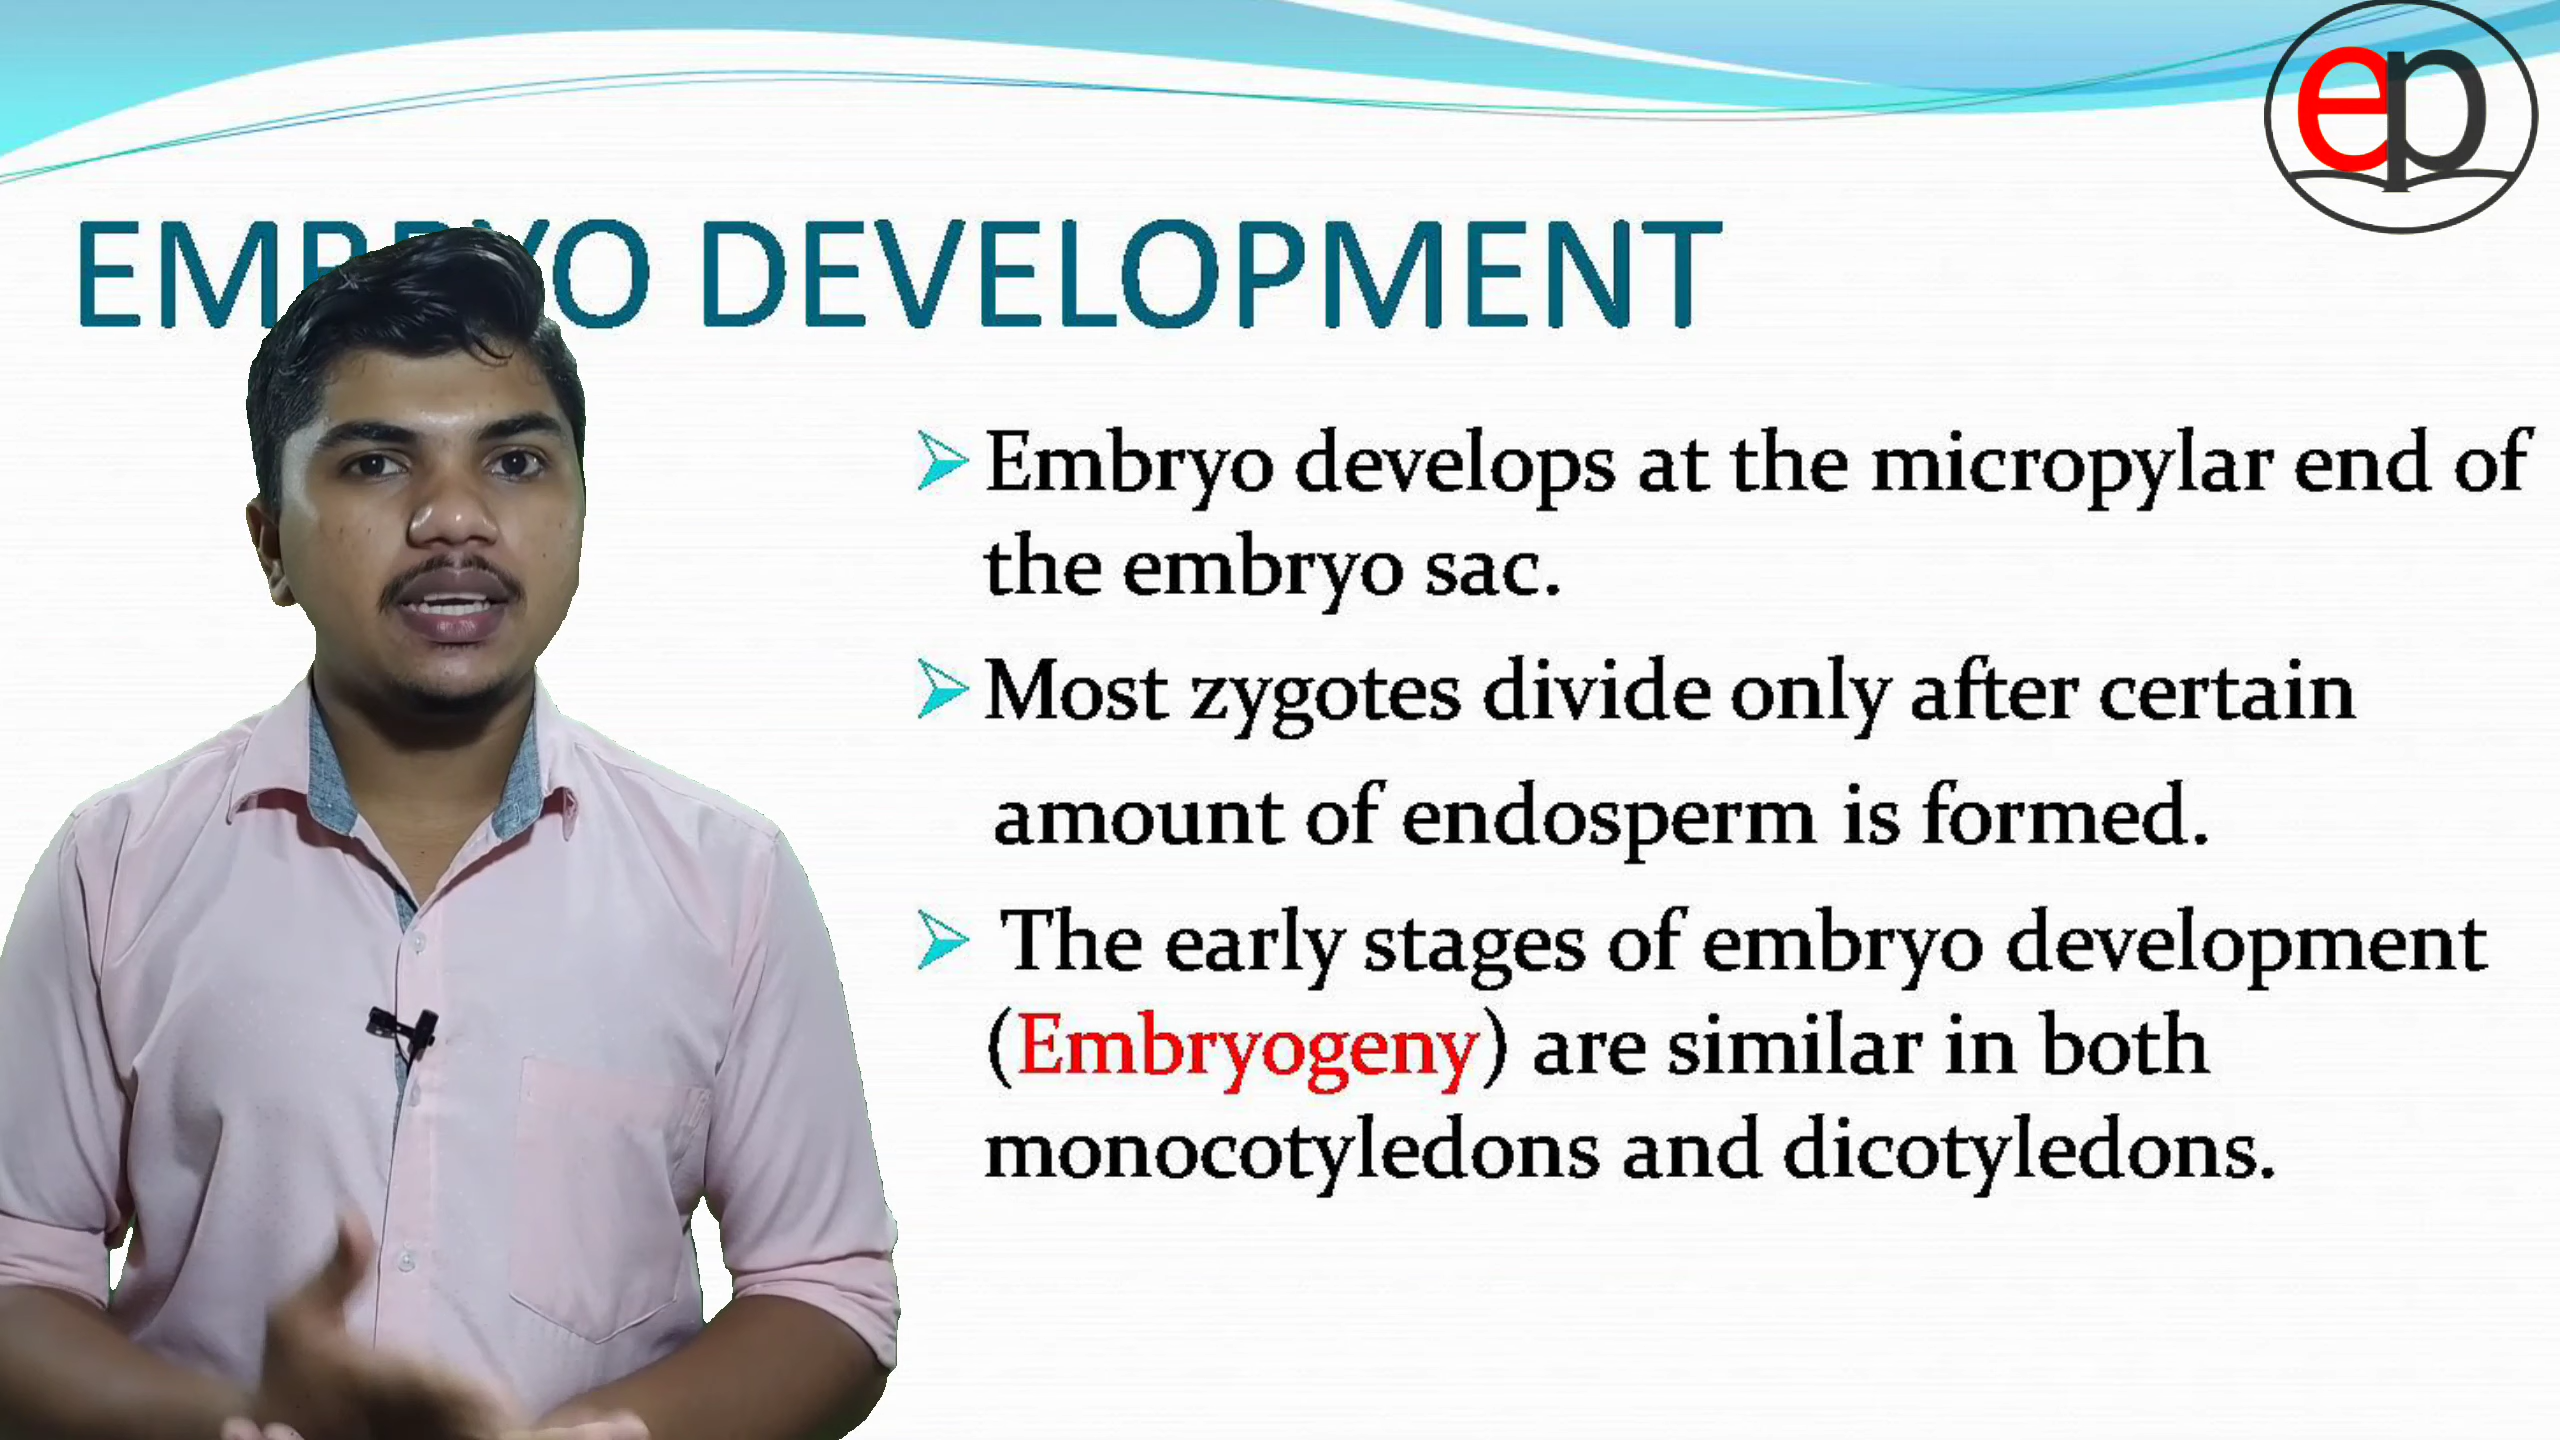 ep
EMBRYO DEVELOPMENT
Embryo develops at the micropylar end of
the embryo sac.
Most zygotes divide only after certain
amount of endosperm is formed.
The early stages of embryo development
(Embryogeny) are similar in both
monocotyledons and dicotyledons.